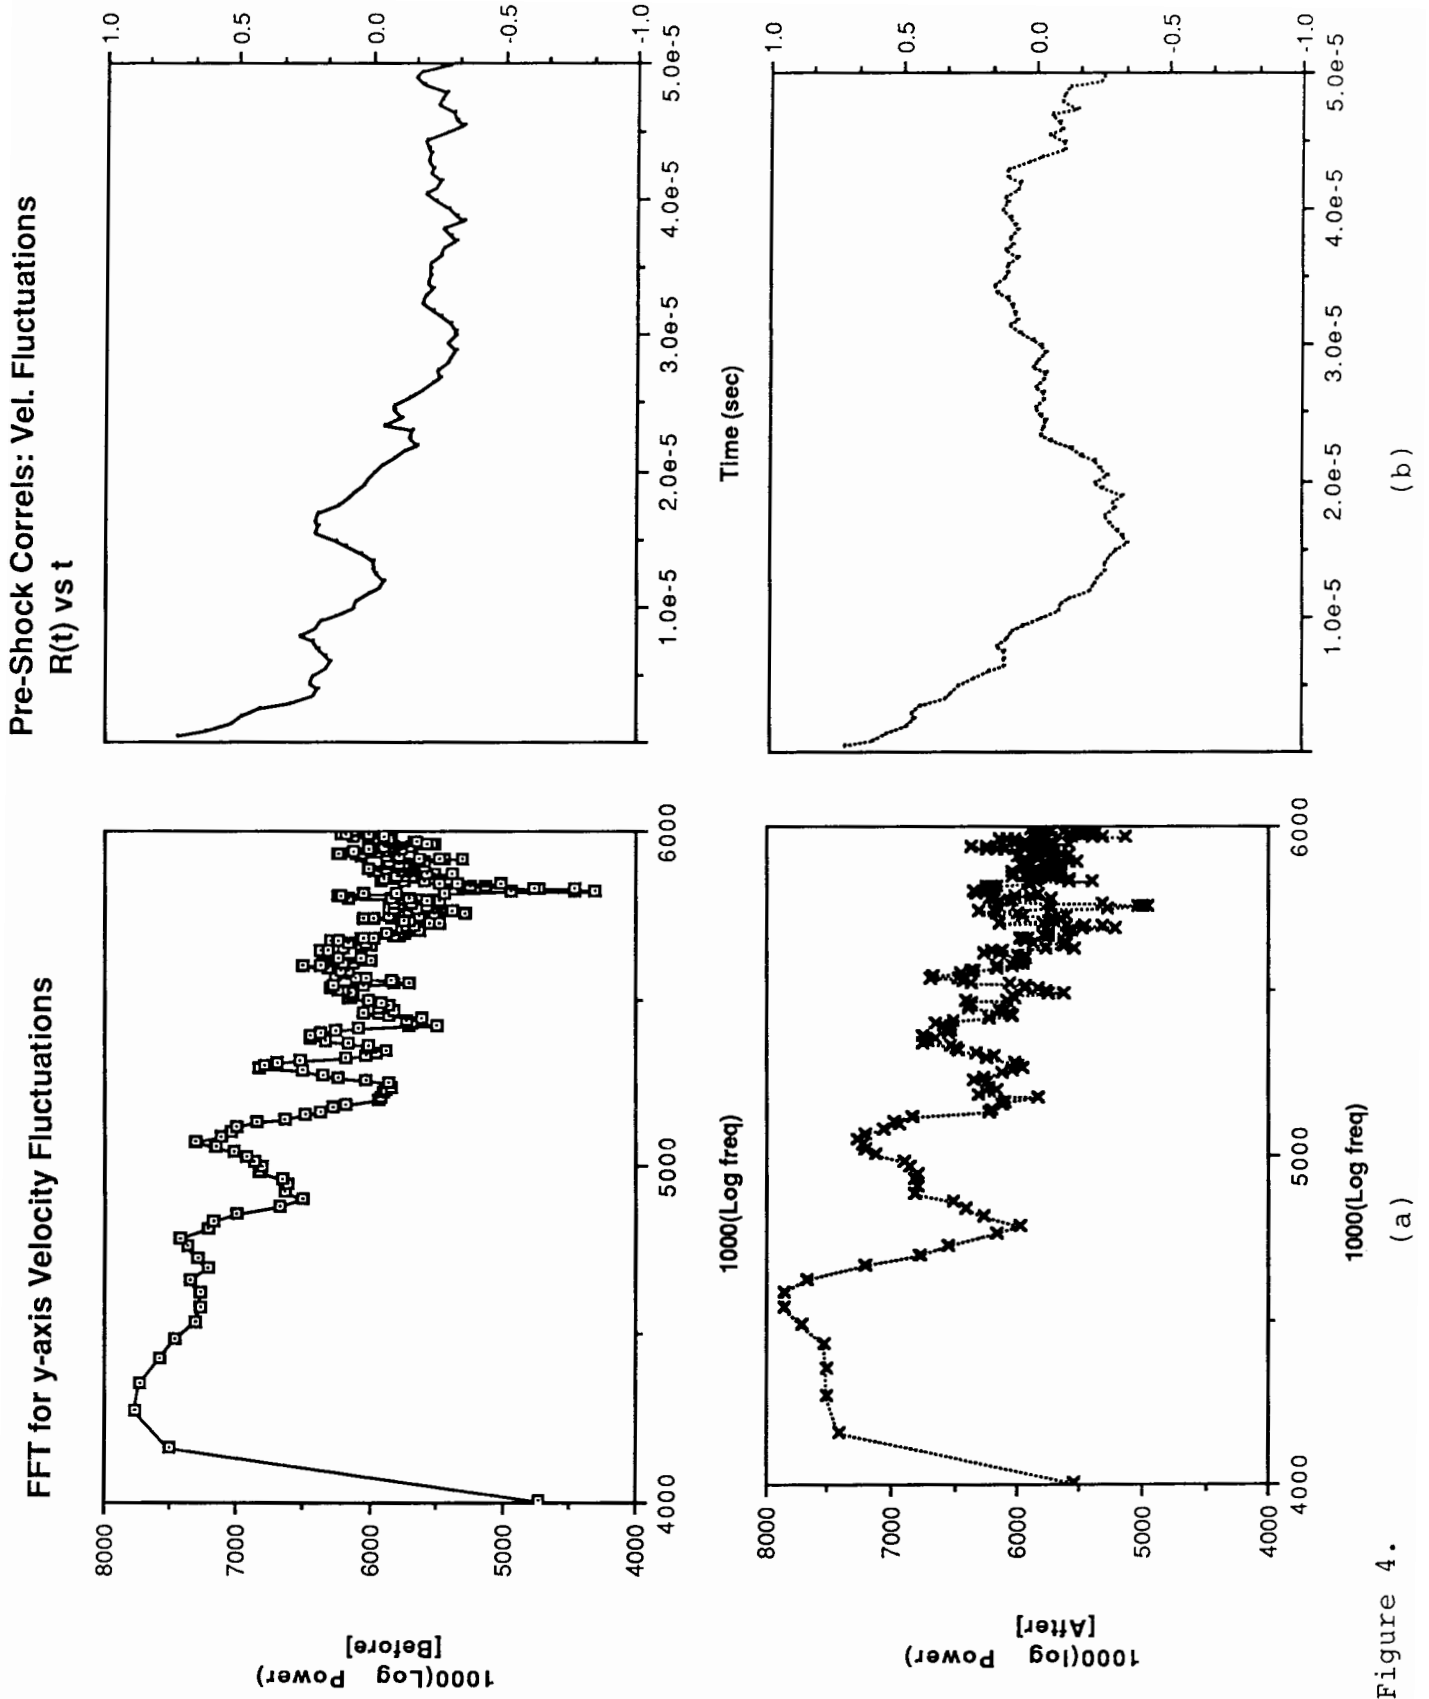 FFT for y-axis Velocity Fluctuations
1000(Log Power)
[Before]
8000
7000
6000
5000
4000
4000
5000
6000
1000(Log freq)
1000(log Power)
[After]
8000
7000
6000
5000
4000
4000
5000
6000
1000(Log freq)
(a)
Pre-Shock Correls: Vel. Fluctuations
R(t) vs t
1.0
0.5
0.0
-0.5
-1.0
1.0e-5
2.0e-5
3.0e-5
4.0e-5
5.0e-5
Time (sec)
1.0
0.5
0.0
-0.5
-1.0
1.0e-5
2.0e-5
3.0e-5
4.0e-5
5.0e-5
(b)
Figure 4.